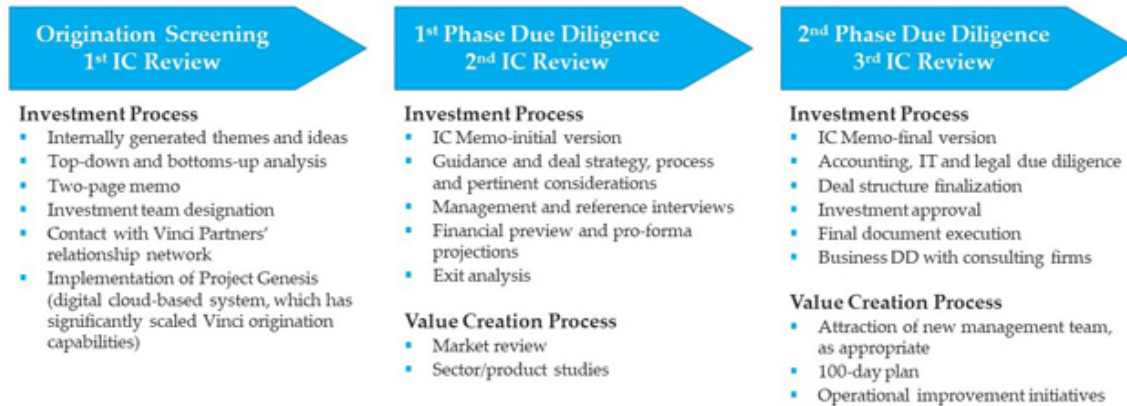 Origination Screening
1st IC Review
Investment Process
▪ Internally generated themes and ideas
▪ Top-down and bottoms-up analysis
▪ Two-page memo
▪ Investment team designation
▪ Contact with Vinci Partners'
relationship network
▪ Implementation of Project Genesis
(digital cloud-based system, which has
significantly scaled Vinci origination
capabilities)
1st Phase Due Diligence
2nd IC Review
Investment Process
▪ IC Memo-initial version
▪ Guidance and deal strategy, process
and pertinent considerations
▪ Management and reference interviews
▪ Financial preview and pro-forma
projections
▪ Exit analysis
Value Creation Process
▪ Market review
▪ Sector/product studies
2nd Phase Due Diligence
3rd IC Review
Investment Process
▪ IC Memo-final version
▪ Accounting, IT and legal due diligence
▪ Deal structure finalization
▪ Investment approval
▪ Final document execution
▪ Business DD with consulting firms
Value Creation Process
▪ Attraction of new management team,
as appropriate
▪ 100-day plan
▪ Operational improvement initiatives